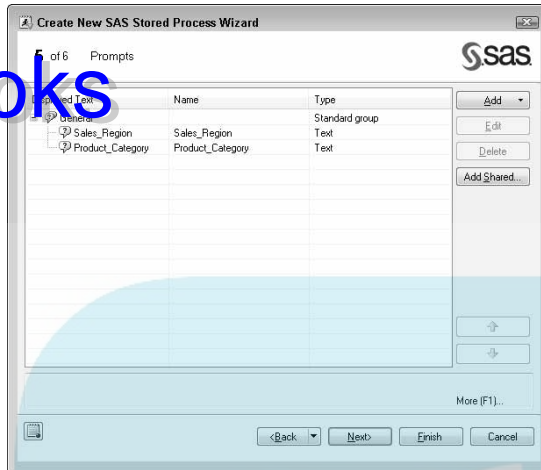 Create New SAS Stored Process Wizard
5 of 6 Prompts
sas
oks
Displayed Text Name Type
General Standard group
Sales_Region Sales_Region Text
Product_Category Product_Category Text
Add
Edit
Delete
Add Shared...
More (F1)...
<Back Next> Finish Cancel